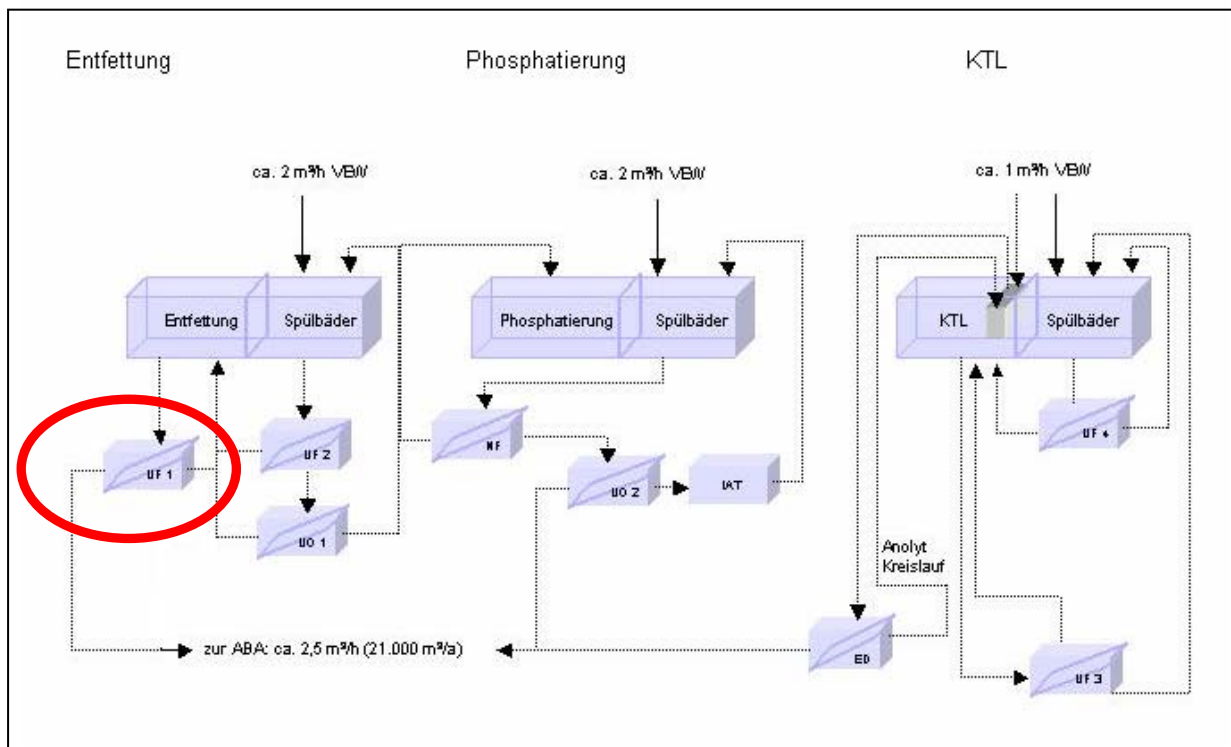 Entfettung
Phosphatierung
KTL
ca. 2 m³/h VBW
ca. 2 m³/h VBW
ca. 1 m³/h VBW
Entfettung
Spülbäder
Phosphatierung
Spülbäder
KTL
Spülbäder
UF 1
UF 2
UO 1
NF
UO 2
IAT
UF 4
Anolyt
Kreislauf
zur ABA: ca. 2,5 m³/h (21.000 m³/a)
ED
UF 3